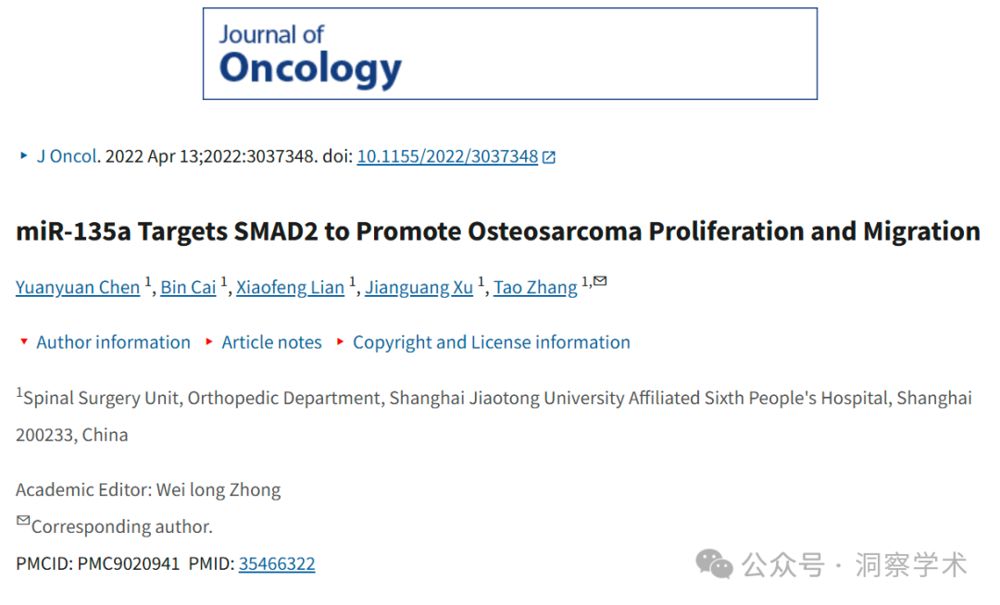 Journal of
Oncology
J Oncol. 2022 Apr 13;2022:3037348. doi: 10.1155/2022/3037348
miR-135a Targets SMAD2 to Promote Osteosarcoma Proliferation and Migration
Yuanyuan Chen 1, Bin Cai 1, Xiaofeng Lian 1, Jianguang Xu 1, Tao Zhang 1,✉
Author information Article notes Copyright and License information
1Spinal Surgery Unit, Orthopedic Department, Shanghai Jiaotong University Affiliated Sixth People's Hospital, Shanghai
200233, China
Academic Editor: Wei long Zhong
✉Corresponding author.
PMCID: PMC9020941 PMID: 35466322
公众号 · 洞察学术